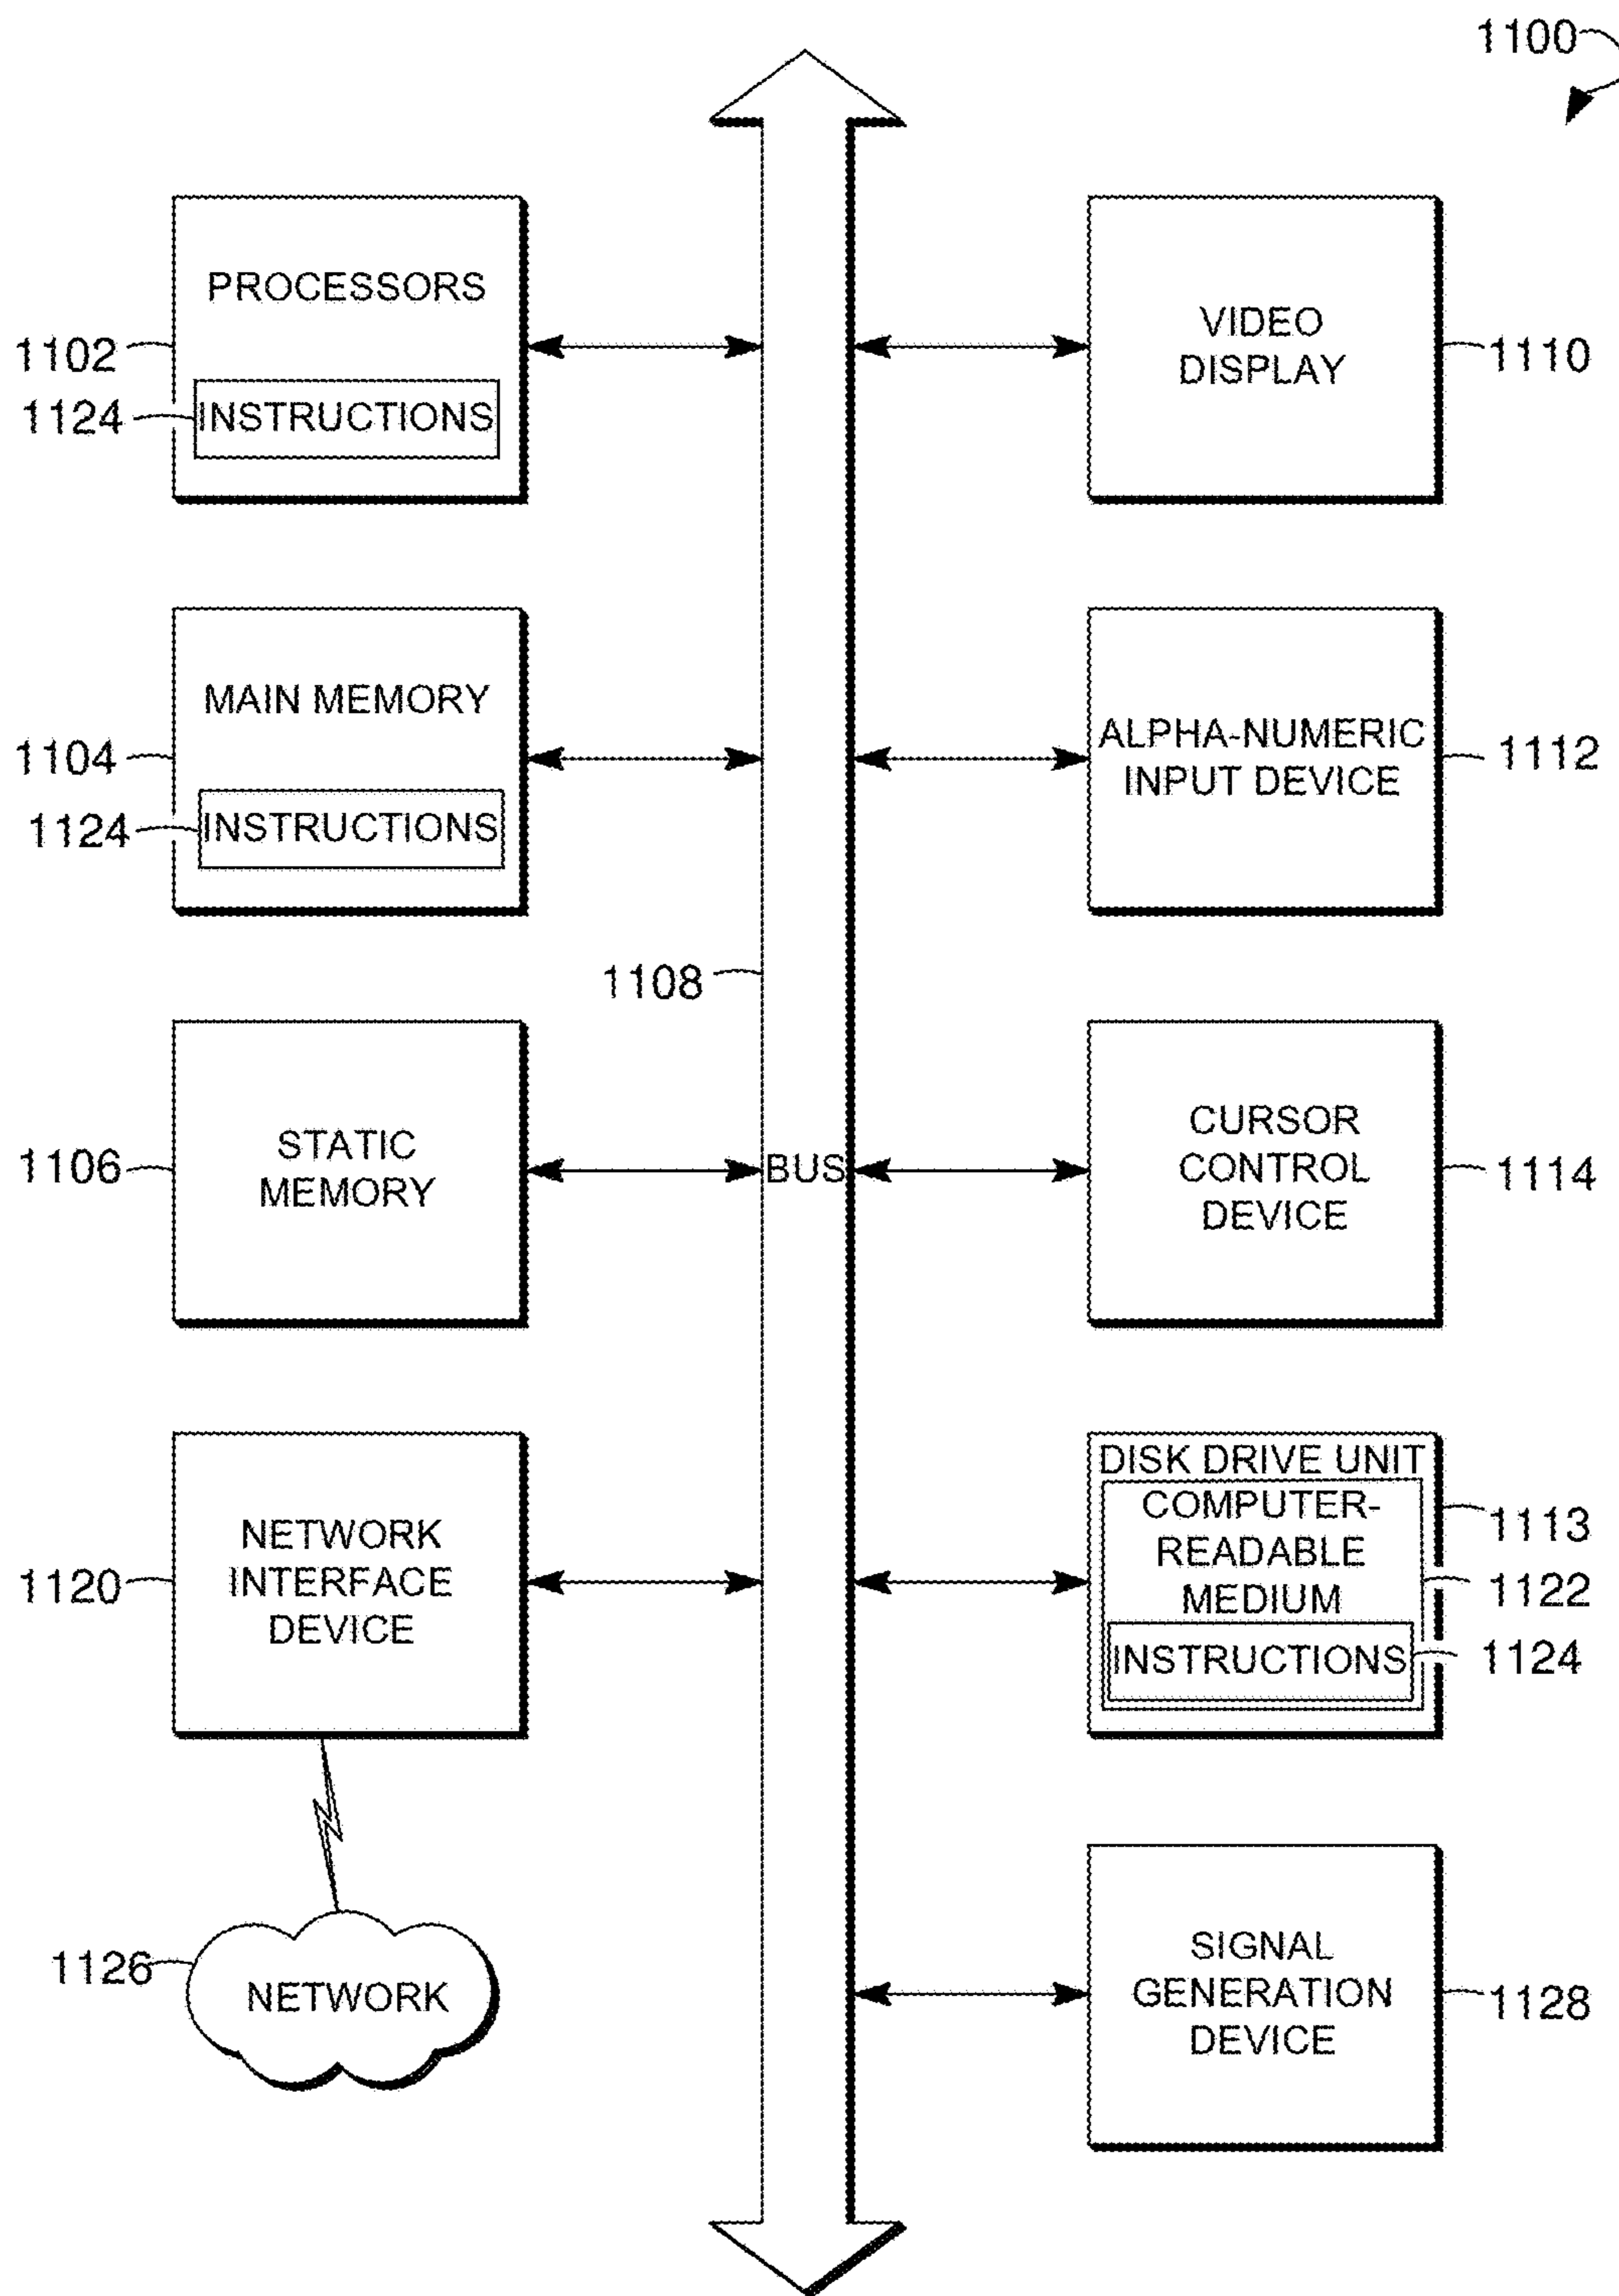 1100
PROCESSORS
1102
1124
INSTRUCTIONS
VIDEO
DISPLAY
1110
MAIN MEMORY
1104
1124
INSTRUCTIONS
ALPHA-NUMERIC
INPUT DEVICE
1112
1108
STATIC
MEMORY
1106
BUS
CURSOR
CONTROL
DEVICE
1114
NETWORK
INTERFACE
DEVICE
1120
DISK DRIVE UNIT
COMPUTER-
READABLE
MEDIUM
INSTRUCTIONS
1113
1122
1124
1126
NETWORK
SIGNAL
GENERATION
DEVICE
1128